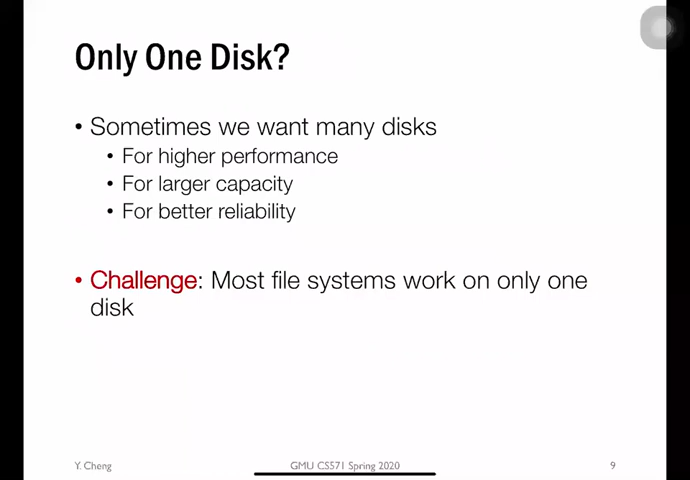 Only One Disk?
• Sometimes we want many disks
• For higher performance
• For larger capacity
• For better reliability
• Challenge: Most file systems work on only one
disk
Y. Cheng
GMU CS571 Spring 2020
9